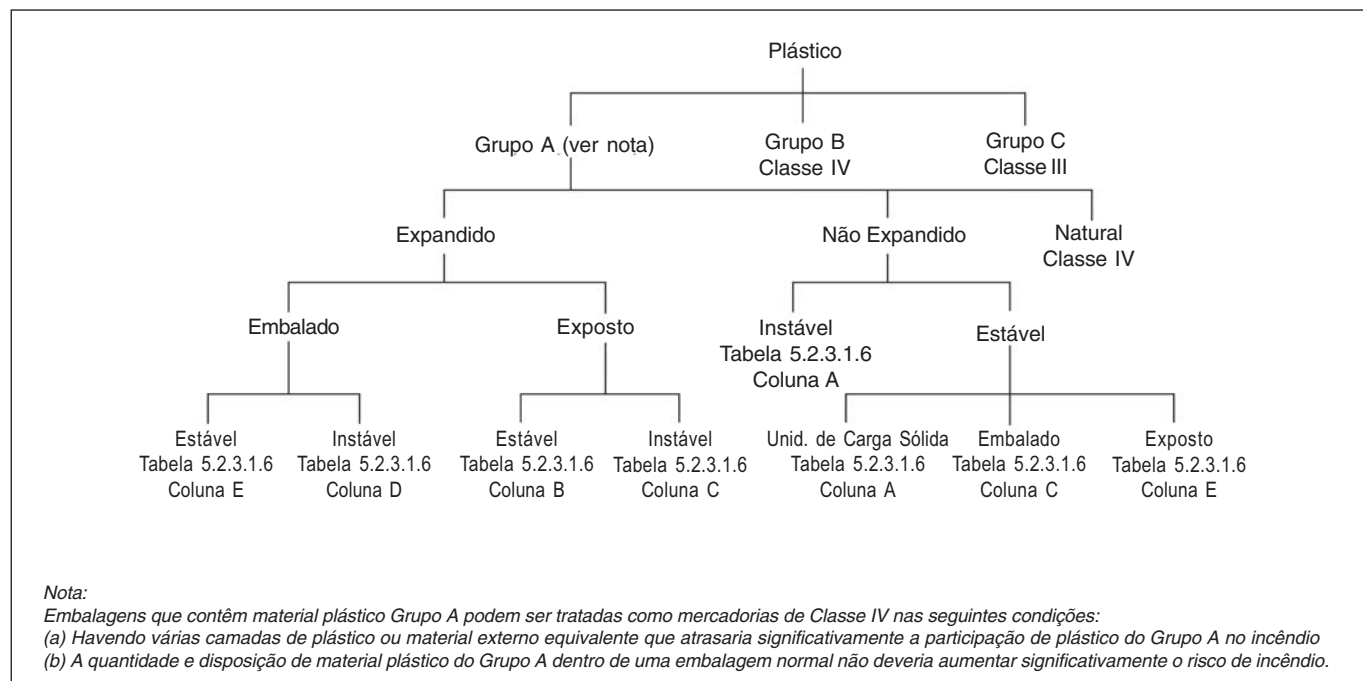 Plástico
Grupo A (ver nota)
Grupo B
Classe IV
Grupo C
Classe III
Expandido
Não Expandido
Natural
Classe IV
Embalado
Exposto
Instável
Tabela 5.2.3.1.6
Coluna A
Estável
Estável
Tabela 5.2.3.1.6
Coluna E
Instável
Tabela 5.2.3.1.6
Coluna D
Estável
Tabela 5.2.3.1.6
Coluna B
Instável
Tabela 5.2.3.1.6
Coluna C
Unid. de Carga Sólida
Tabela 5.2.3.1.6
Coluna A
Embalado
Tabela 5.2.3.1.6
Coluna C
Exposto
Tabela 5.2.3.1.6
Coluna E
Nota:
Embalagens que contêm material plástico Grupo A podem ser tratadas como mercadorias de Classe IV nas seguintes condições:
(a) Havendo várias camadas de plástico ou material externo equivalente que atrasaria significativamente a participação de plástico do Grupo A no incêndio
(b) A quantidade e disposição de material plástico do Grupo A dentro de uma embalagem normal não deveria aumentar significativamente o risco de incêndio.